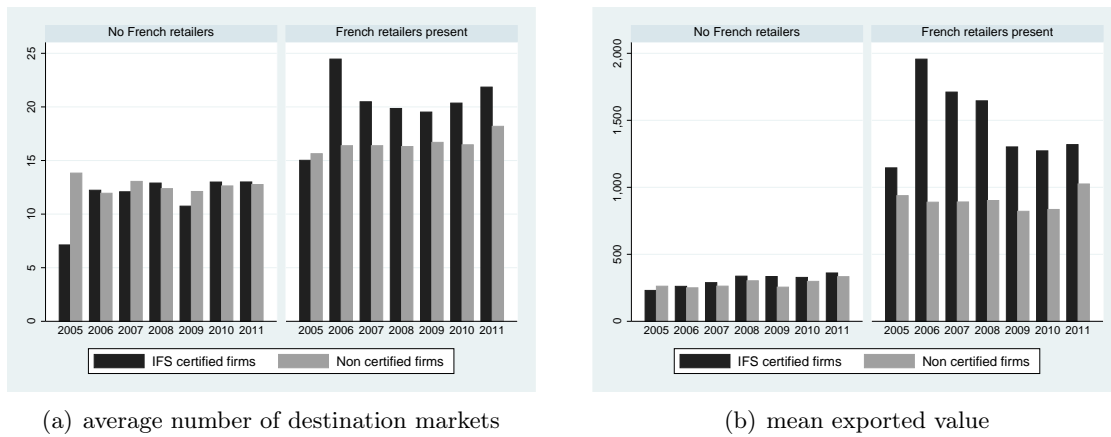 No French retailers
French retailers present
25
20
15
10
5
0
2005 2006 2007 2008 2009 2010 2011
2005 2006 2007 2008 2009 2010 2011
IFS certified firms
Non certified firms
(a) average number of destination markets
No French retailers
French retailers present
2,000
1,500
1,000
500
0
2005 2006 2007 2008 2009 2010 2011
2005 2006 2007 2008 2009 2010 2011
IFS certified firms
Non certified firms
(b) mean exported value